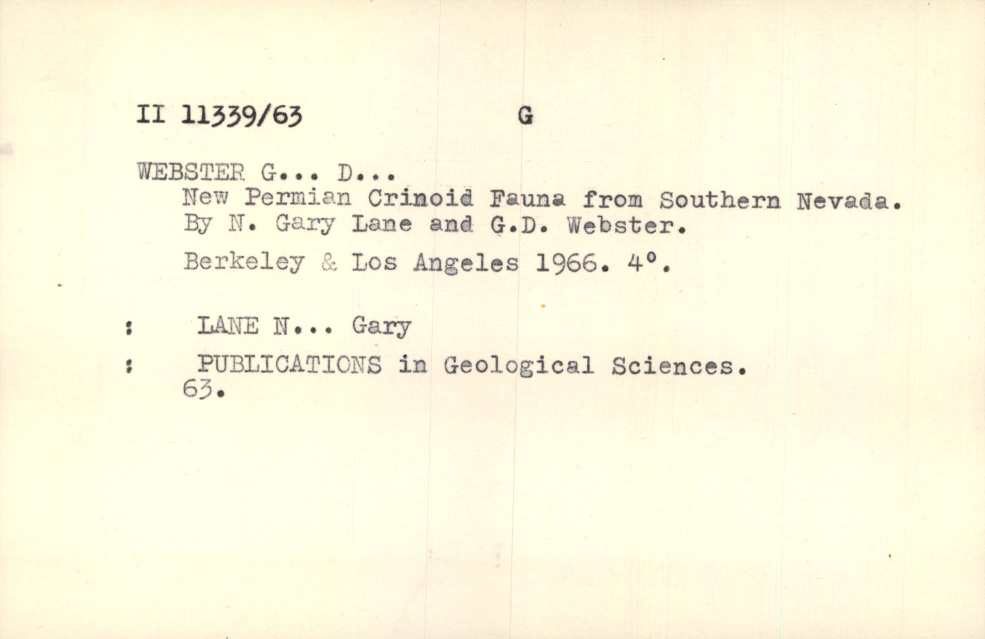 II 11339/63 G
WEBSTER G... D...
New Permian Crinoid Fauna from Southern Nevada.
By N. Gary Lane and G.D. Webster.
Berkeley & Los Angeles 1966. 4°.
: LANE N... Gary
: PUBLICATIONS in Geological Sciences.
63.